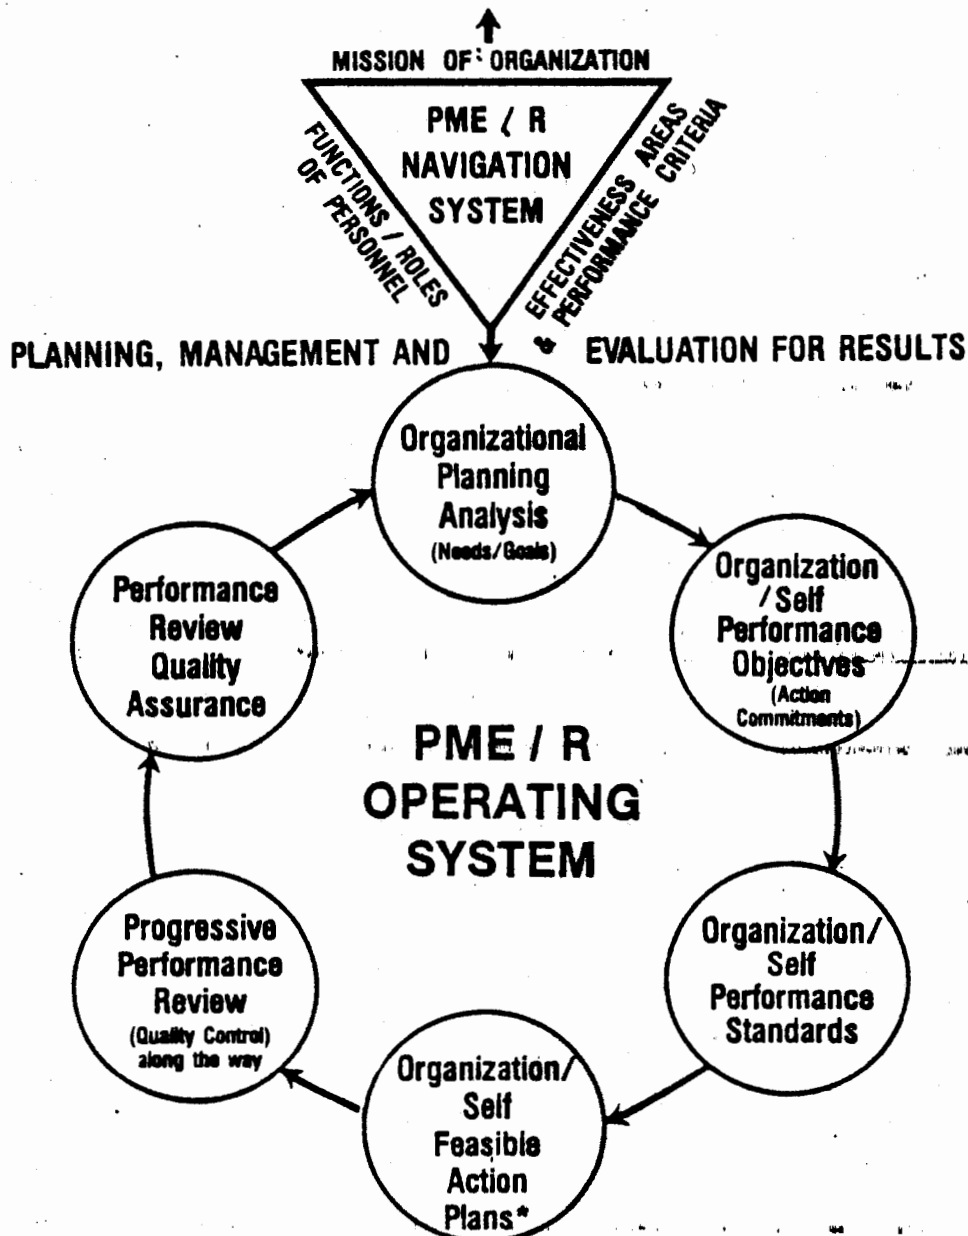 MISSION OF ORGANIZATION
PME / R
NAVIGATION
SYSTEM
FUNCTIONS / ROLES
OF PERSONNEL
EFFECTIVENESS AREAS
& PERFORMANCE CRITERIA
PLANNING, MANAGEMENT AND EVALUATION FOR RESULTS
Organizational
Planning
Analysis
(Needs/Goals)
Organization
/Self
Performance
Objectives
(Action
Commitments)
Organization/
Self
Performance
Standards
Organization/
Self
Feasible
Action
Plans*
Progressive
Performance
Review
(Quality Control)
along the way
Performance
Review
Quality
Assurance
PME / R
OPERATING
SYSTEM